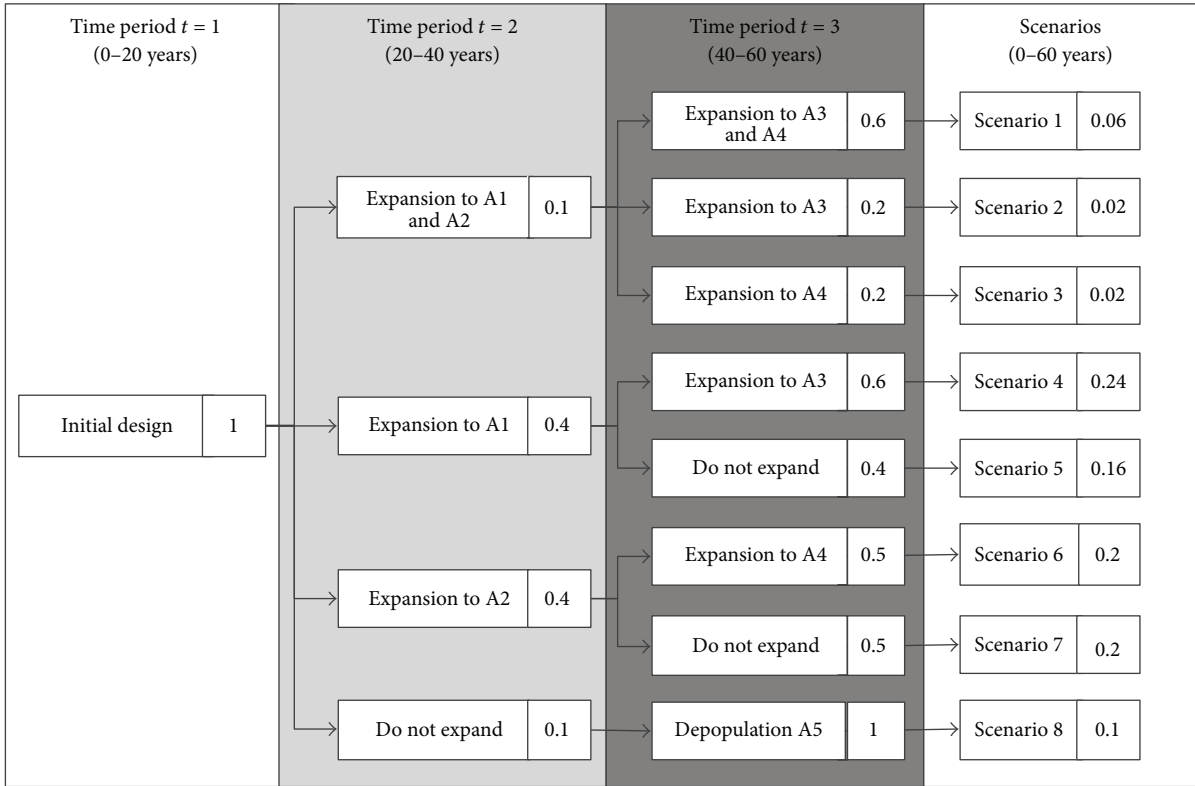 Time period t = 1
(0–20 years)
Time period t = 2
(20–40 years)
Time period t = 3
(40–60 years)
Scenarios
(0–60 years)
Initial design
1
Expansion to A1
and A2
0.1
Expansion to A1
0.4
Expansion to A2
0.4
Do not expand
0.1
Expansion to A3
and A4
0.6
Expansion to A3
0.2
Expansion to A4
0.2
Expansion to A3
0.6
Do not expand
0.4
Expansion to A4
0.5
Do not expand
0.5
Depopulation A5
1
Scenario 1
0.06
Scenario 2
0.02
Scenario 3
0.02
Scenario 4
0.24
Scenario 5
0.16
Scenario 6
0.2
Scenario 7
0.2
Scenario 8
0.1